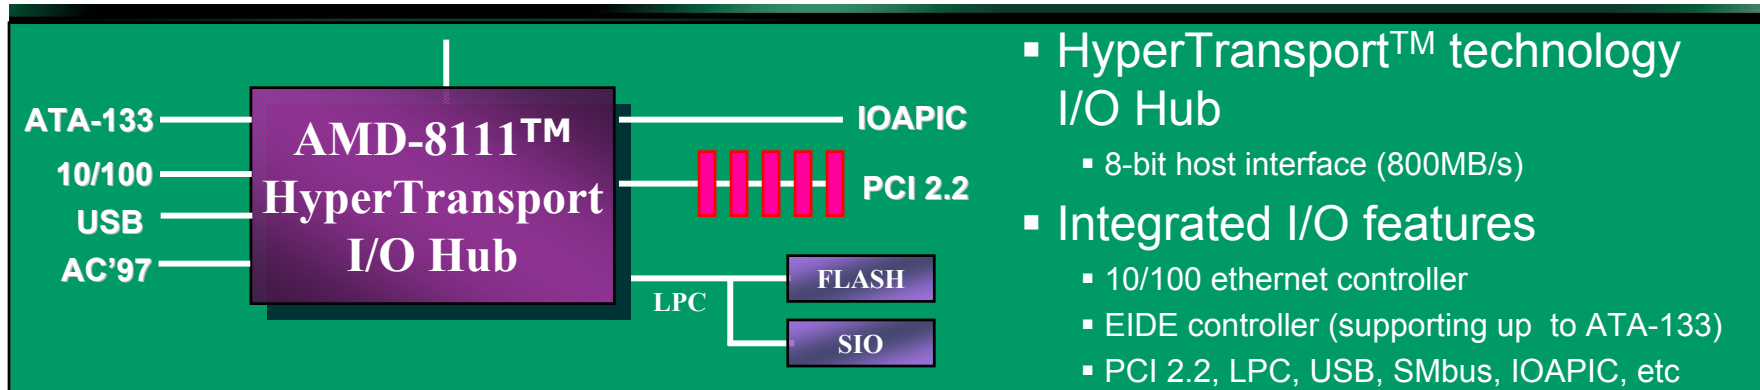 ATA-133
10/100
USB
AC’97
AMD-8111™
HyperTransport
I/O Hub
IOAPIC
PCI 2.2
LPC
FLASH
SIO
▪ HyperTransport™ technology
I/O Hub
▪ 8-bit host interface (800MB/s)
▪ Integrated I/O features
▪ 10/100 ethernet controller
▪ EIDE controller (supporting up to ATA-133)
▪ PCI 2.2, LPC, USB, SMbus, IOAPIC, etc